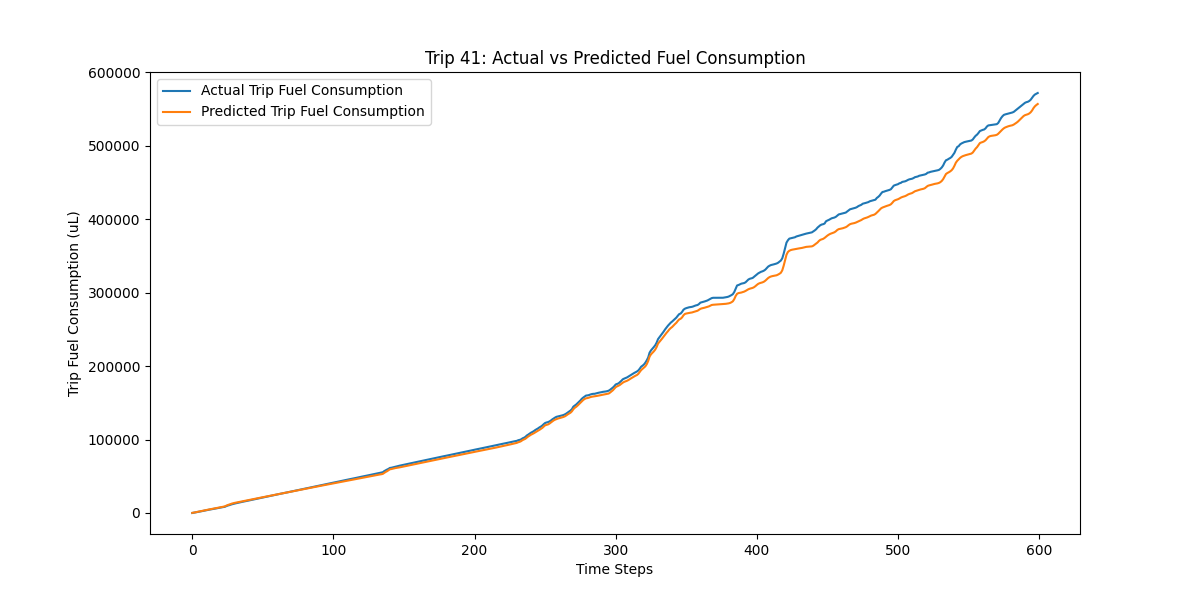 Trip 41: Actual vs Predicted Fuel Consumption
Actual Trip Fuel Consumption
Predicted Trip Fuel Consumption
Trip Fuel Consumption (uL)
600000
500000
400000
300000
200000
100000
0
0 100 200 300 400 500 600
Time Steps